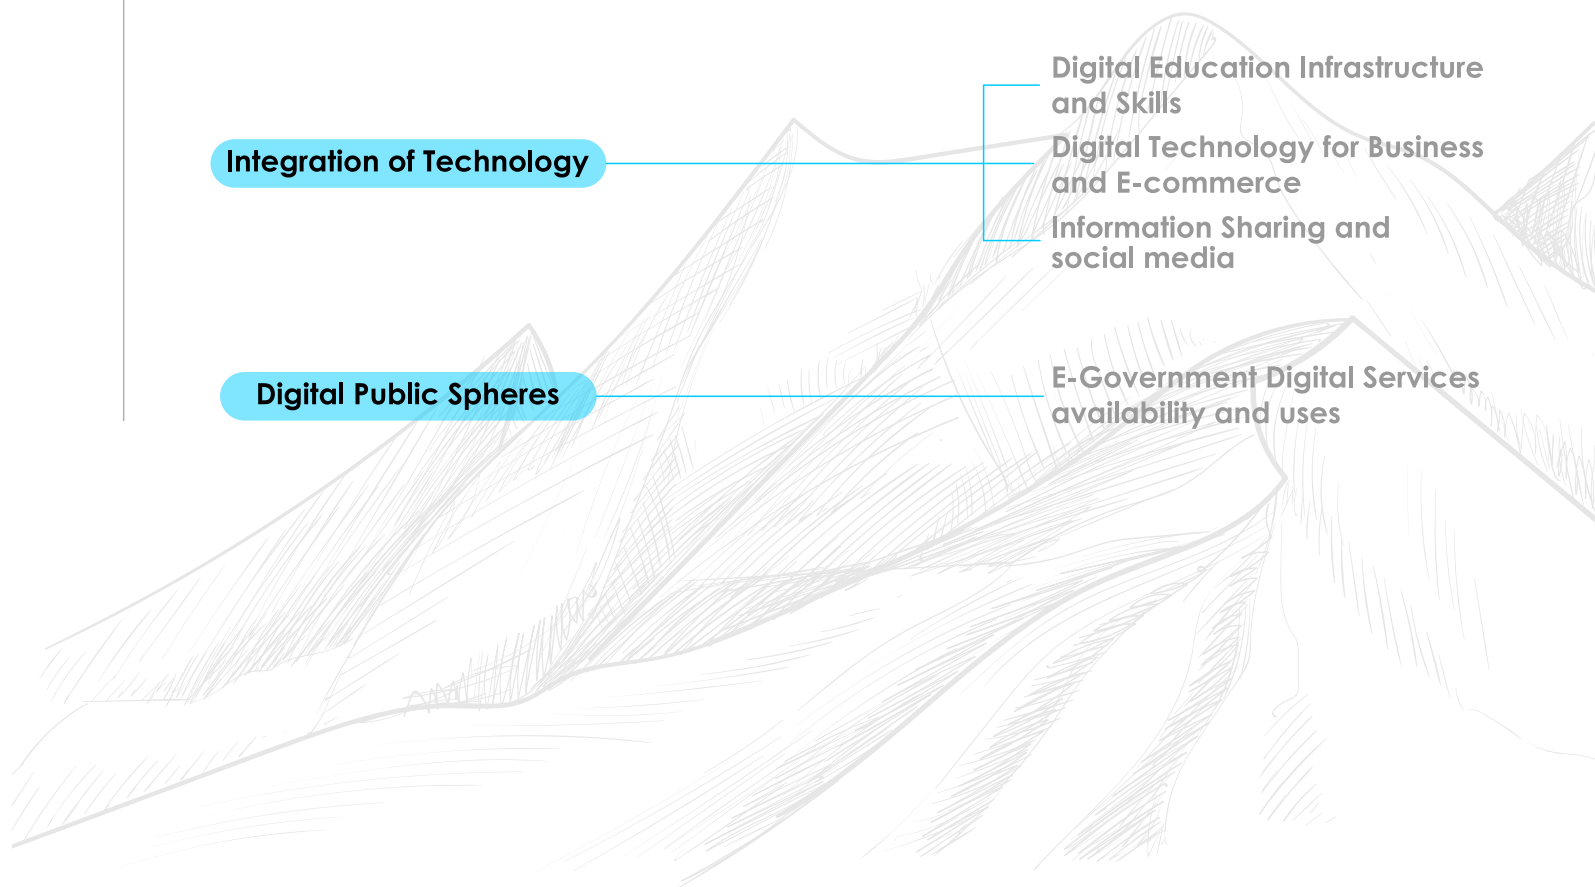 Digital Education Infrastructure
and Skills
Integration of Technology
Digital Technology for Business
and E-commerce
Information Sharing and
social media
Digital Public Spheres
E-Government Digital Services
availability and uses